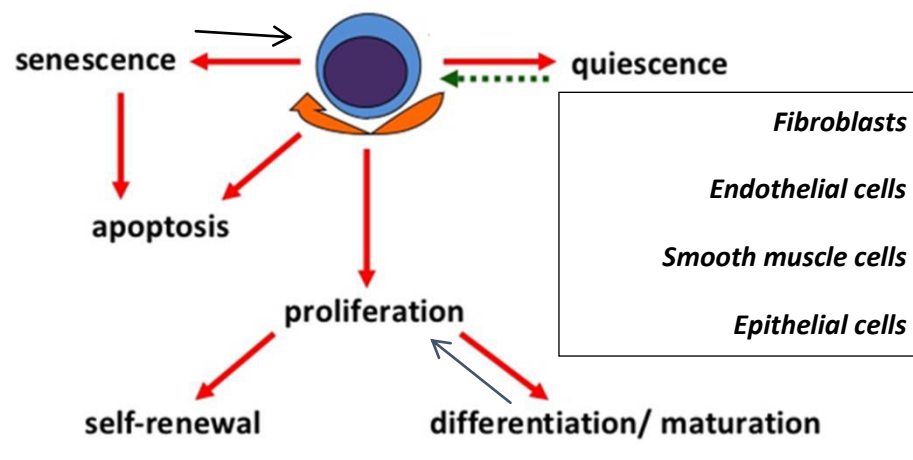 senescence
quiescence
Fibroblasts
Endothelial cells
Smooth muscle cells
Epithelial cells
apoptosis
proliferation
self-renewal
differentiation/ maturation